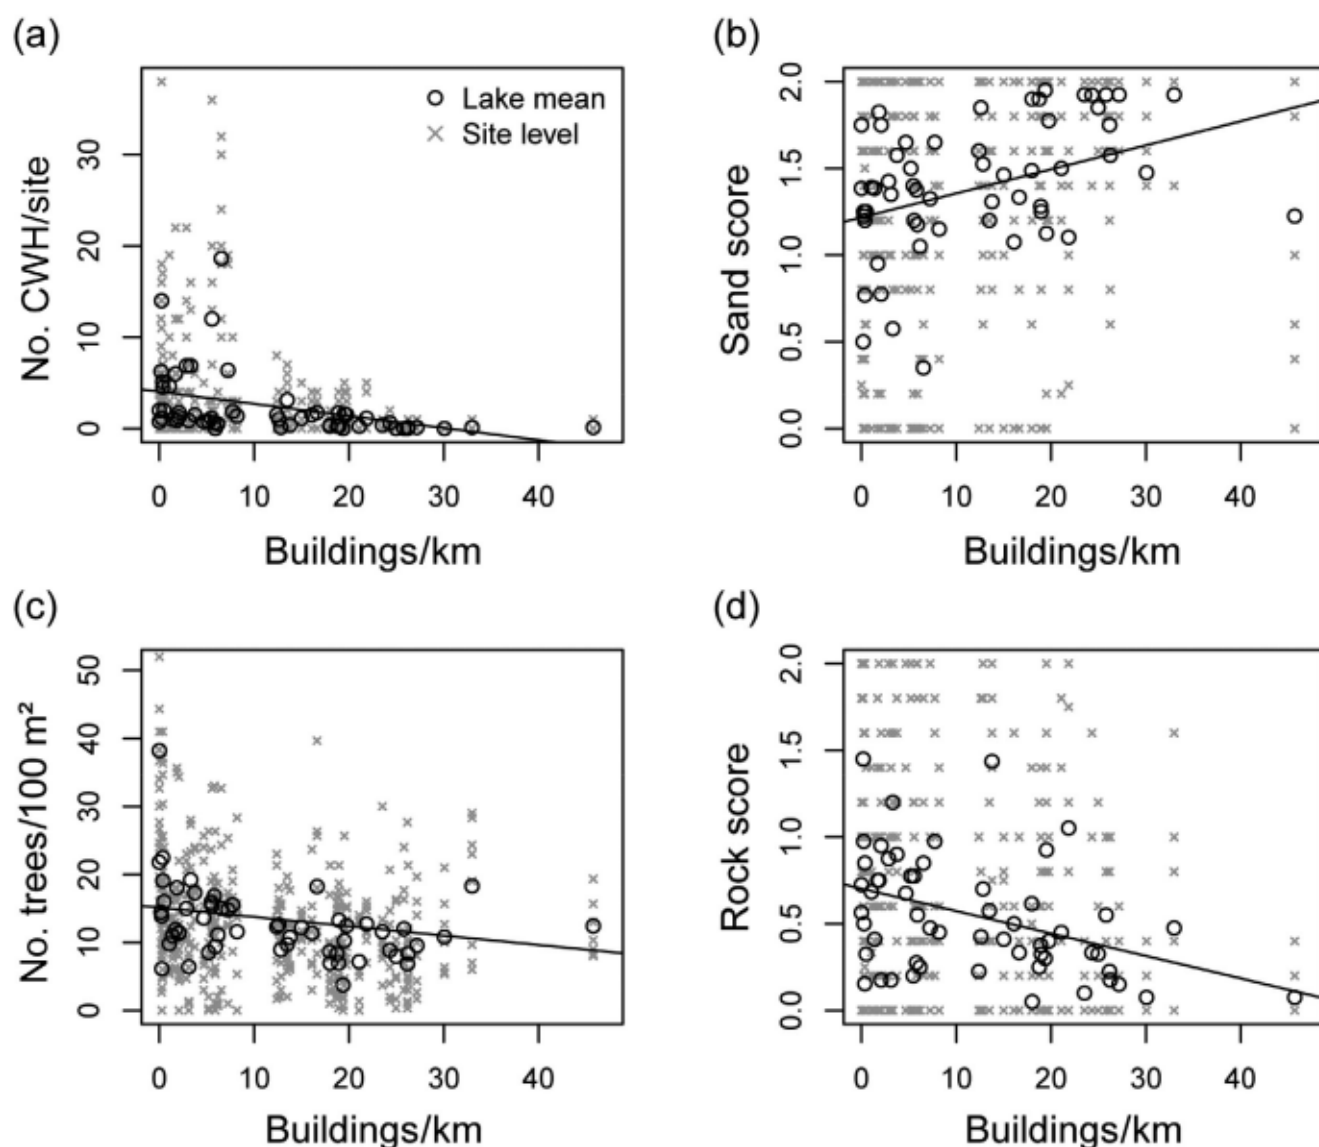 (a)
No. CWH/site
30
20
10
0
Lake mean
Site level
0 10 20 30 40
Buildings/km
(b)
Sand score
2.0
1.5
1.0
0.5
0.0
0 10 20 30 40
Buildings/km
(c)
No. trees/100 m²
50
40
30
20
10
0
0 10 20 30 40
Buildings/km
(d)
Rock score
2.0
1.5
1.0
0.5
0.0
0 10 20 30 40
Buildings/km